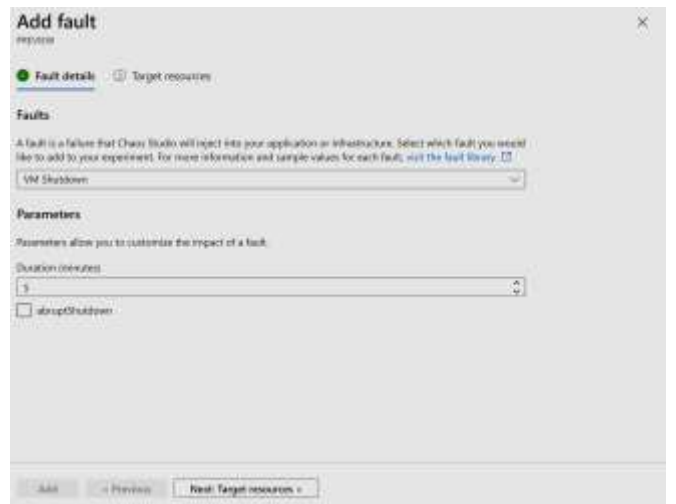 Add fault
PREVIEW
Fault details
Target resources
Faults
A fault is a failure that Chaos Studio will inject into your application or infrastructure. Select which fault you would
like to add to your experiment. For more information and sample values for each fault, visit the fault library.
VM Shutdown
Parameters
Parameters allow you to customize the impact of a fault.
Duration (minutes)
5
abruptShutdown
Add
< Previous
Next: Target resources >